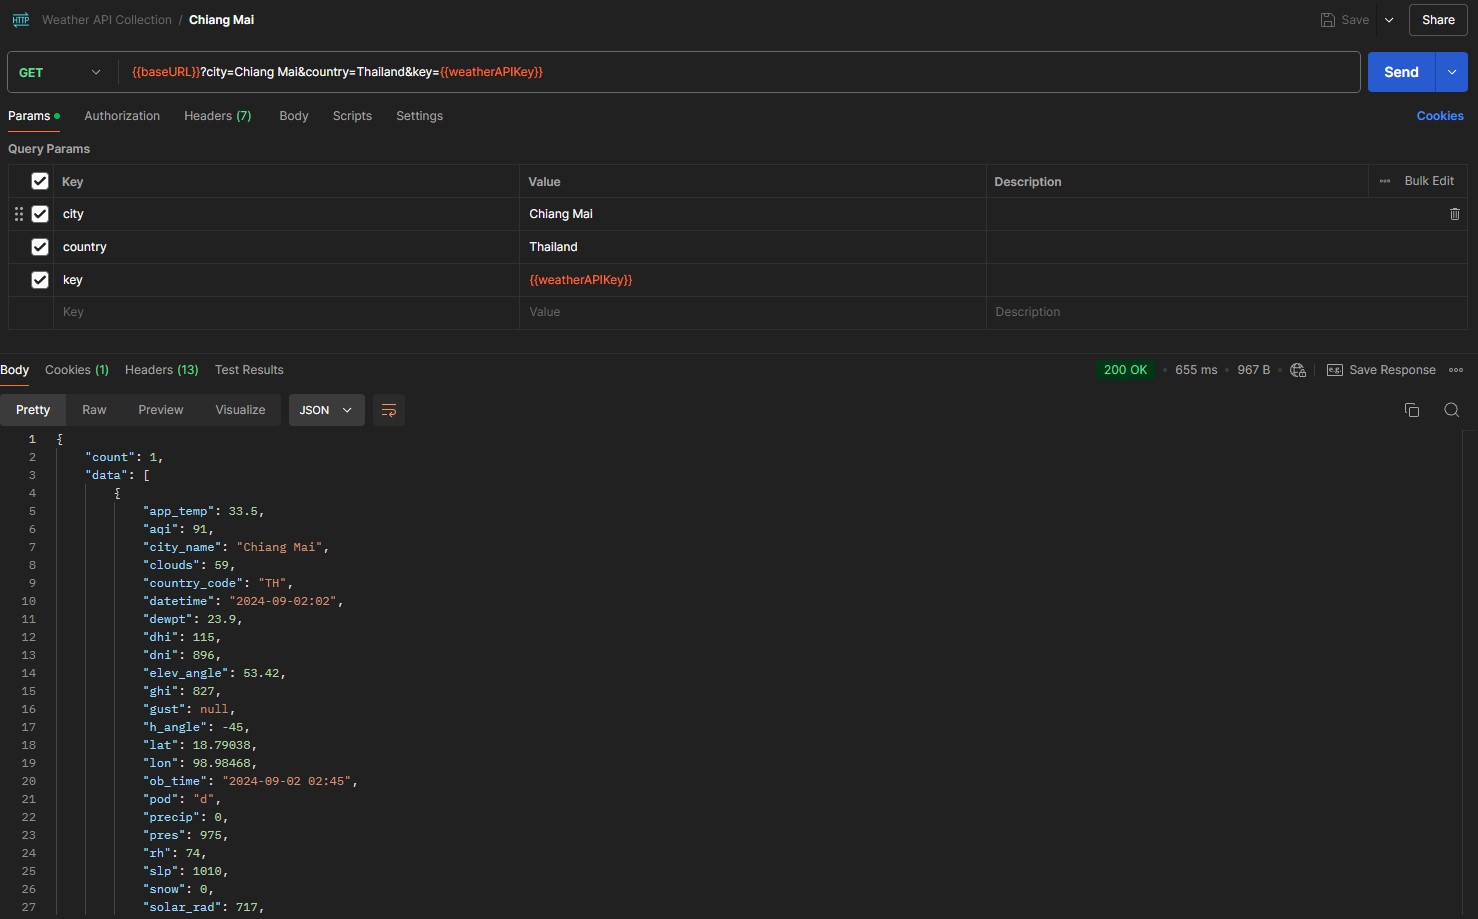 HTTP Weather API Collection / Chiang Mai Save Share
GET {{baseURL}}?city=Chiang Mai&country=Thailand&key={{weatherAPIKey}} Send
Params Authorization Headers (7) Body Scripts Settings Cookies
Query Params
Key Value Description Bulk Edit
city Chiang Mai
country Thailand
key {{weatherAPIKey}}
Key Value Description
Body Cookies (1) Headers (13) Test Results 200 OK 655 ms 967 B e.g. Save Response
Pretty Raw Preview Visualize JSON
1 {
2 "count": 1,
3 "data": [
4 {
5 "app_temp": 33.5,
6 "aqi": 91,
7 "city_name": "Chiang Mai",
8 "clouds": 59,
9 "country_code": "TH",
10 "datetime": "2024-09-02:02",
11 "dewpt": 23.9,
12 "dhi": 115,
13 "dni": 896,
14 "elev_angle": 53.42,
15 "ghi": 827,
16 "gust": null,
17 "h_angle": -45,
18 "lat": 18.79038,
19 "lon": 98.98468,
20 "ob_time": "2024-09-02 02:45",
21 "pod": "d",
22 "precip": 0,
23 "pres": 975,
24 "rh": 74,
25 "slp": 1010,
26 "snow": 0,
27 "solar_rad": 717,